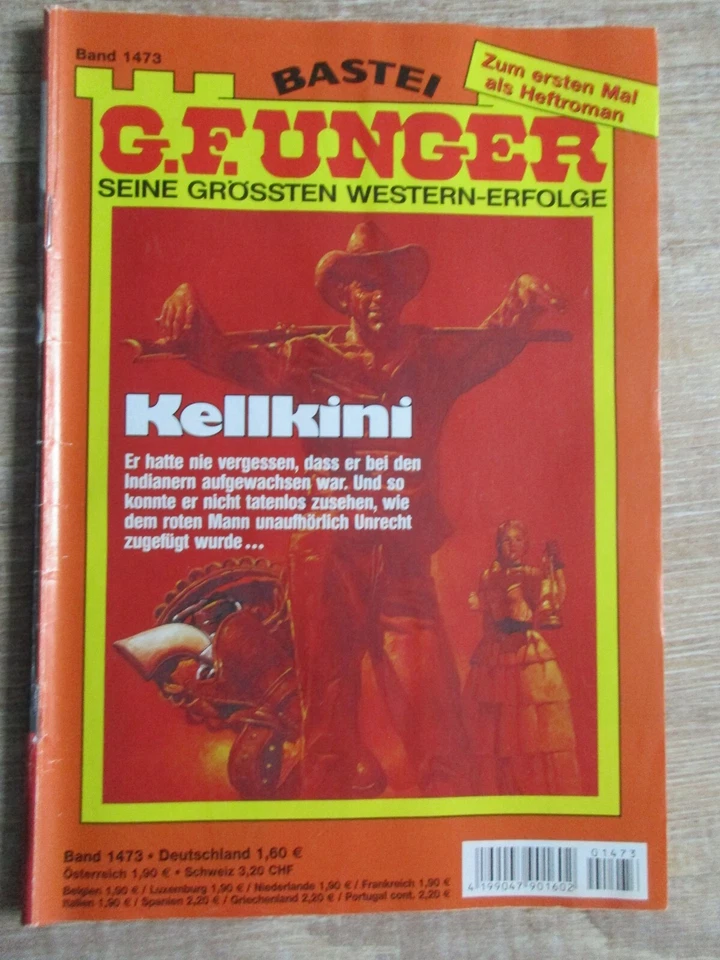 Band 1473
BASTEI
Zum ersten Mal
als Heftroman
G.F. UNGER
SEINE GRÖSSTEN WESTERN-ERFOLGE
Kellkini
Er hatte nie vergessen, dass er bei den
Indianern aufgewachsen war. Und so
konnte er nicht tatenlos zusehen, wie
dem roten Mann unaufhörlich Unrecht
zugefügt wurde...
Band 1473 • Deutschland 1,60 €
Österreich 1,90 € • Schweiz 3,20 CHF
Belgien 1,90 € / Luxemburg 1,90 € / Niederlande 1,90 € / Frankreich 1,90 €
Italien 1,90 € / Spanien 2,20 € / Griechenland 2,20 € / Portugal cont. 2,20 €
01473
4 199047 901602